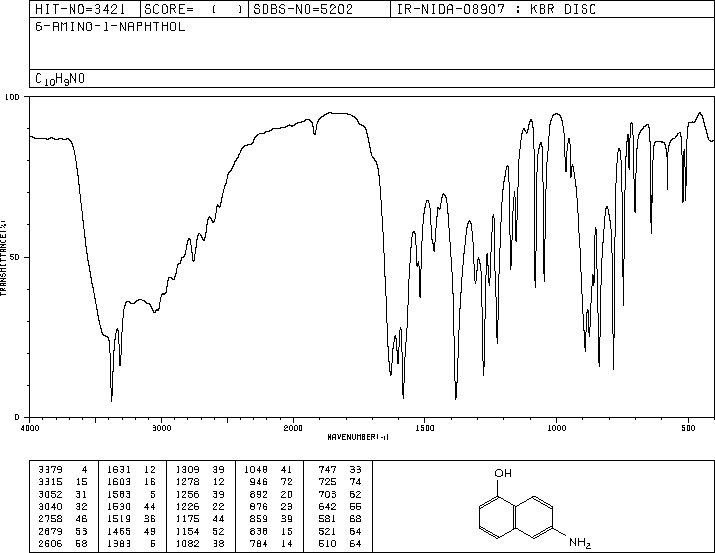 HIT-NO=3421 SCORE= ( ) SDBS-NO=5202 IR-NIDA-08907 : KBR DISC
6-AMINO-1-NAPHTHOL
C10H9NO
100
TRANSMITTANCE(%)
50
0
4000 3000 2000 1500 1000 500
WAVENUMBER(-1)
3379 4 1631 12 1309 39 1048 41 747 33
3315 15 1603 16 1278 12 946 72 725 74
3052 31 1583 5 1256 39 892 20 703 62
3040 32 1530 44 1226 22 876 23 642 55
2758 46 1519 36 1175 44 859 39 581 68
2679 53 1465 49 1154 52 838 15 521 64
2606 58 1383 5 1082 38 784 14 510 64
OH
NH2